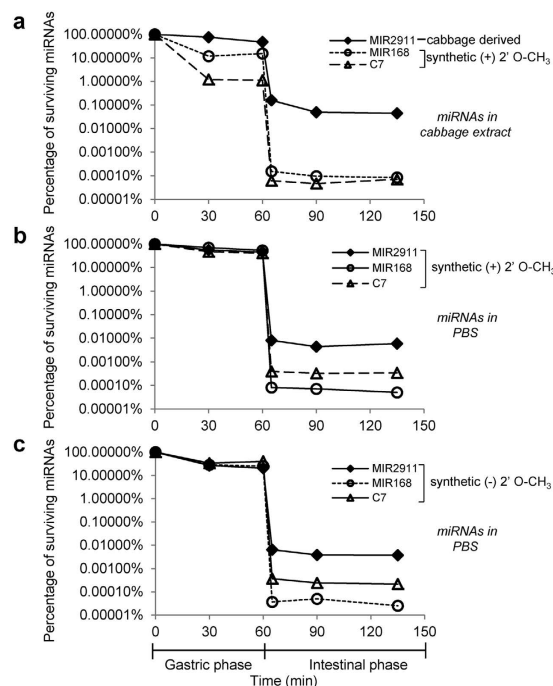 a
Percentage of surviving miRNAs
100.00000%
10.00000%
1.00000%
0.10000%
0.01000%
0.00100%
0.00010%
0.00001%
0 30 60 90 120 150
MIR2911 cabbage derived
MIR168 synthetic (+) 2' O-CH3
C7
miRNAs in
cabbage extract
b
Percentage of surviving miRNAs
100.00000%
10.00000%
1.00000%
0.10000%
0.01000%
0.00100%
0.00010%
0.00001%
0 30 60 90 120 150
MIR2911
MIR168 synthetic (+) 2' O-CH3
C7
miRNAs in
PBS
c
Percentage of surviving miRNAs
100.00000%
10.00000%
1.00000%
0.10000%
0.01000%
0.00100%
0.00010%
0.00001%
0 30 60 90 120 150
MIR2911
MIR168 synthetic (-) 2' O-CH3
C7
miRNAs in
PBS
Gastric phase Intestinal phase
Time (min)